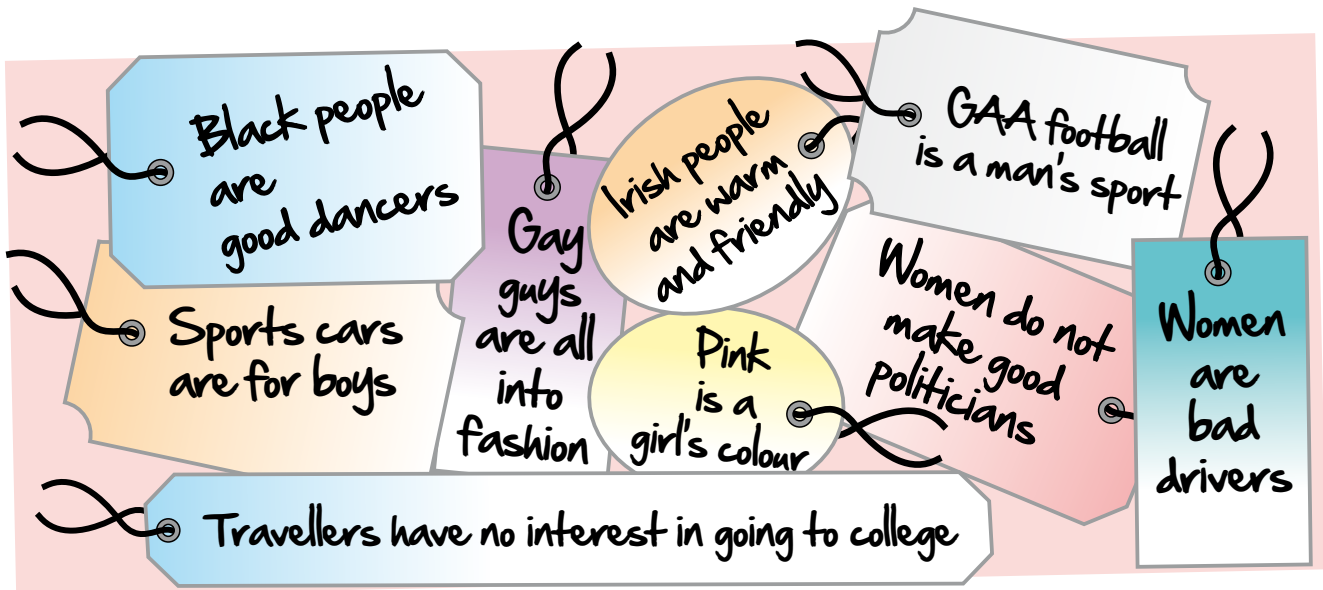 Black people
are
good dancers
Sports cars
are for boys
Gay
guys
are all
into
fashion
Irish people
are warm
and friendly
Pink
is a
girl's colour
GAA football
is a man's sport
Women do not
make good
politicians
Women
are
bad
drivers
Travellers have no interest in going to college